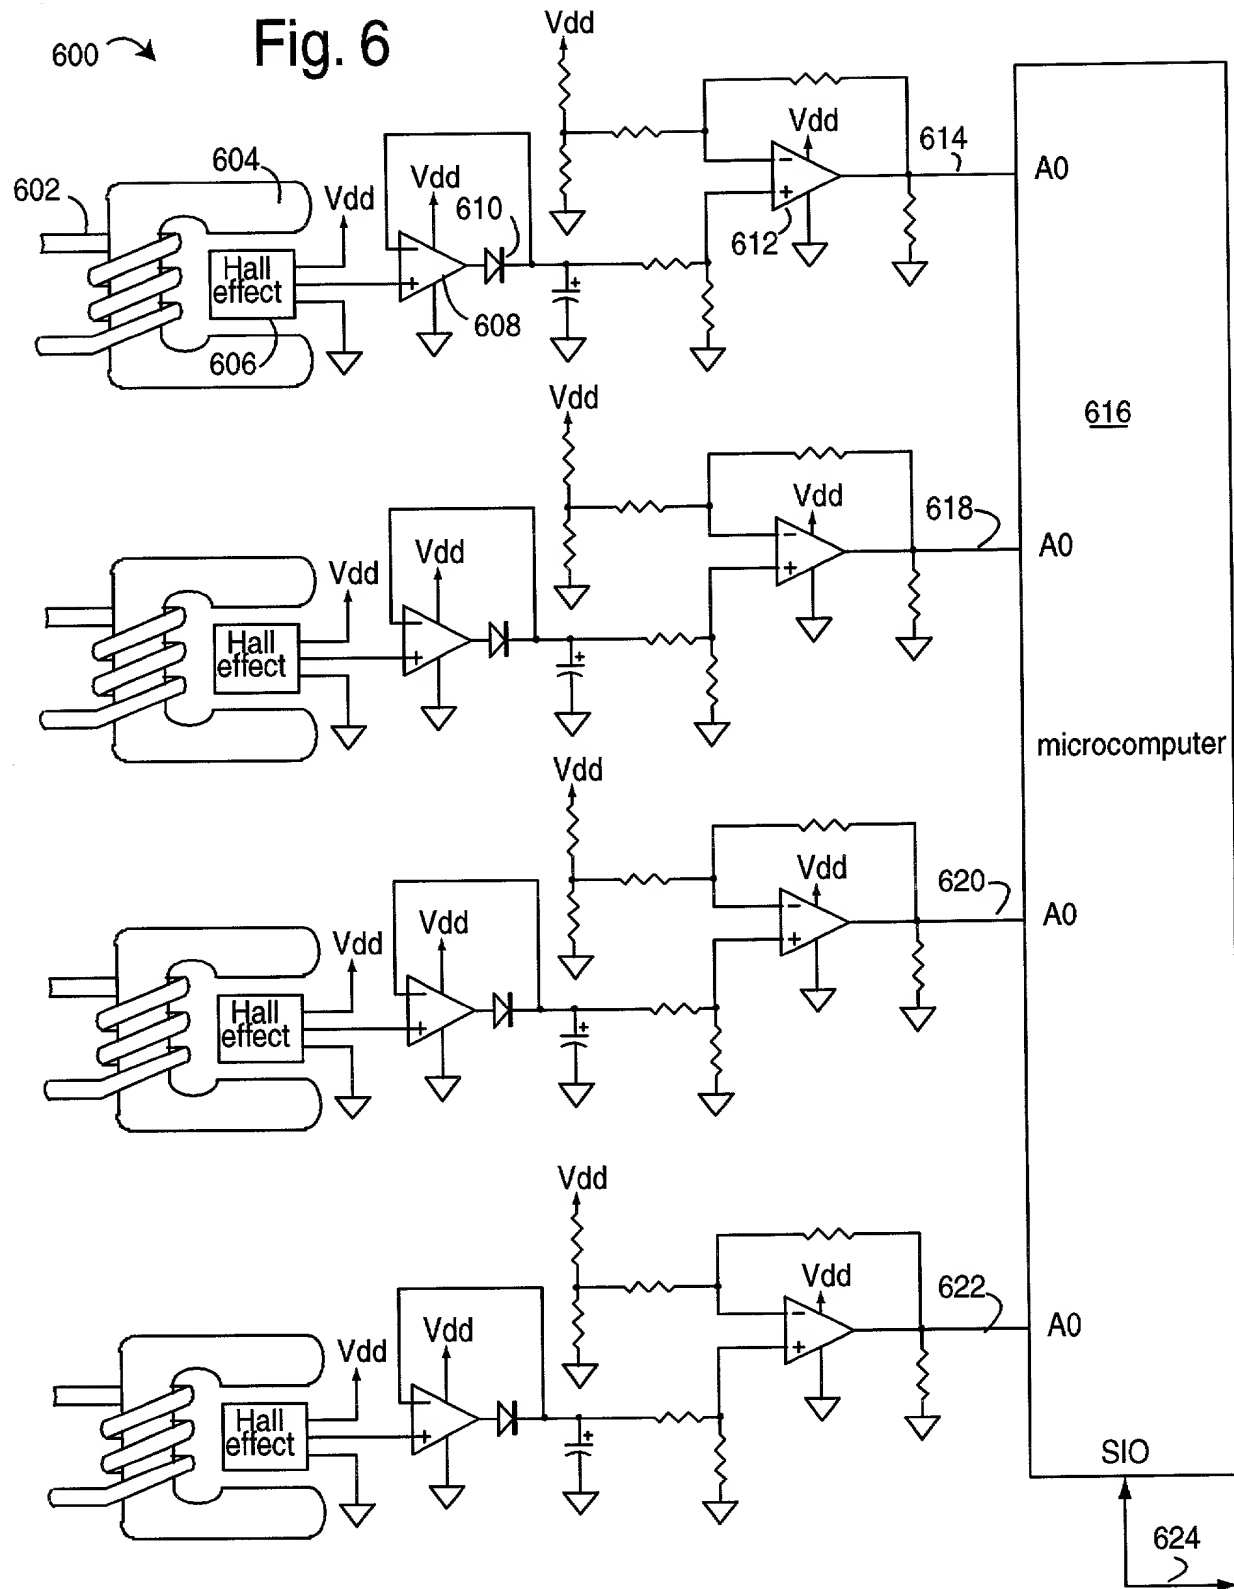 Fig. 6
600
Vdd
Vdd
604
614
A0
602
Vdd
Vdd
610
Hall
effect
-
+
-
+
612
608
606
+
Vdd
616
Vdd
618
A0
Vdd
Vdd
Hall
effect
-
+
-
+
+
microcomputer
Vdd
Vdd
620
A0
Vdd
Vdd
Hall
effect
-
+
-
+
+
Vdd
Vdd
622
A0
Vdd
Vdd
Hall
effect
-
+
-
+
+
SIO
624